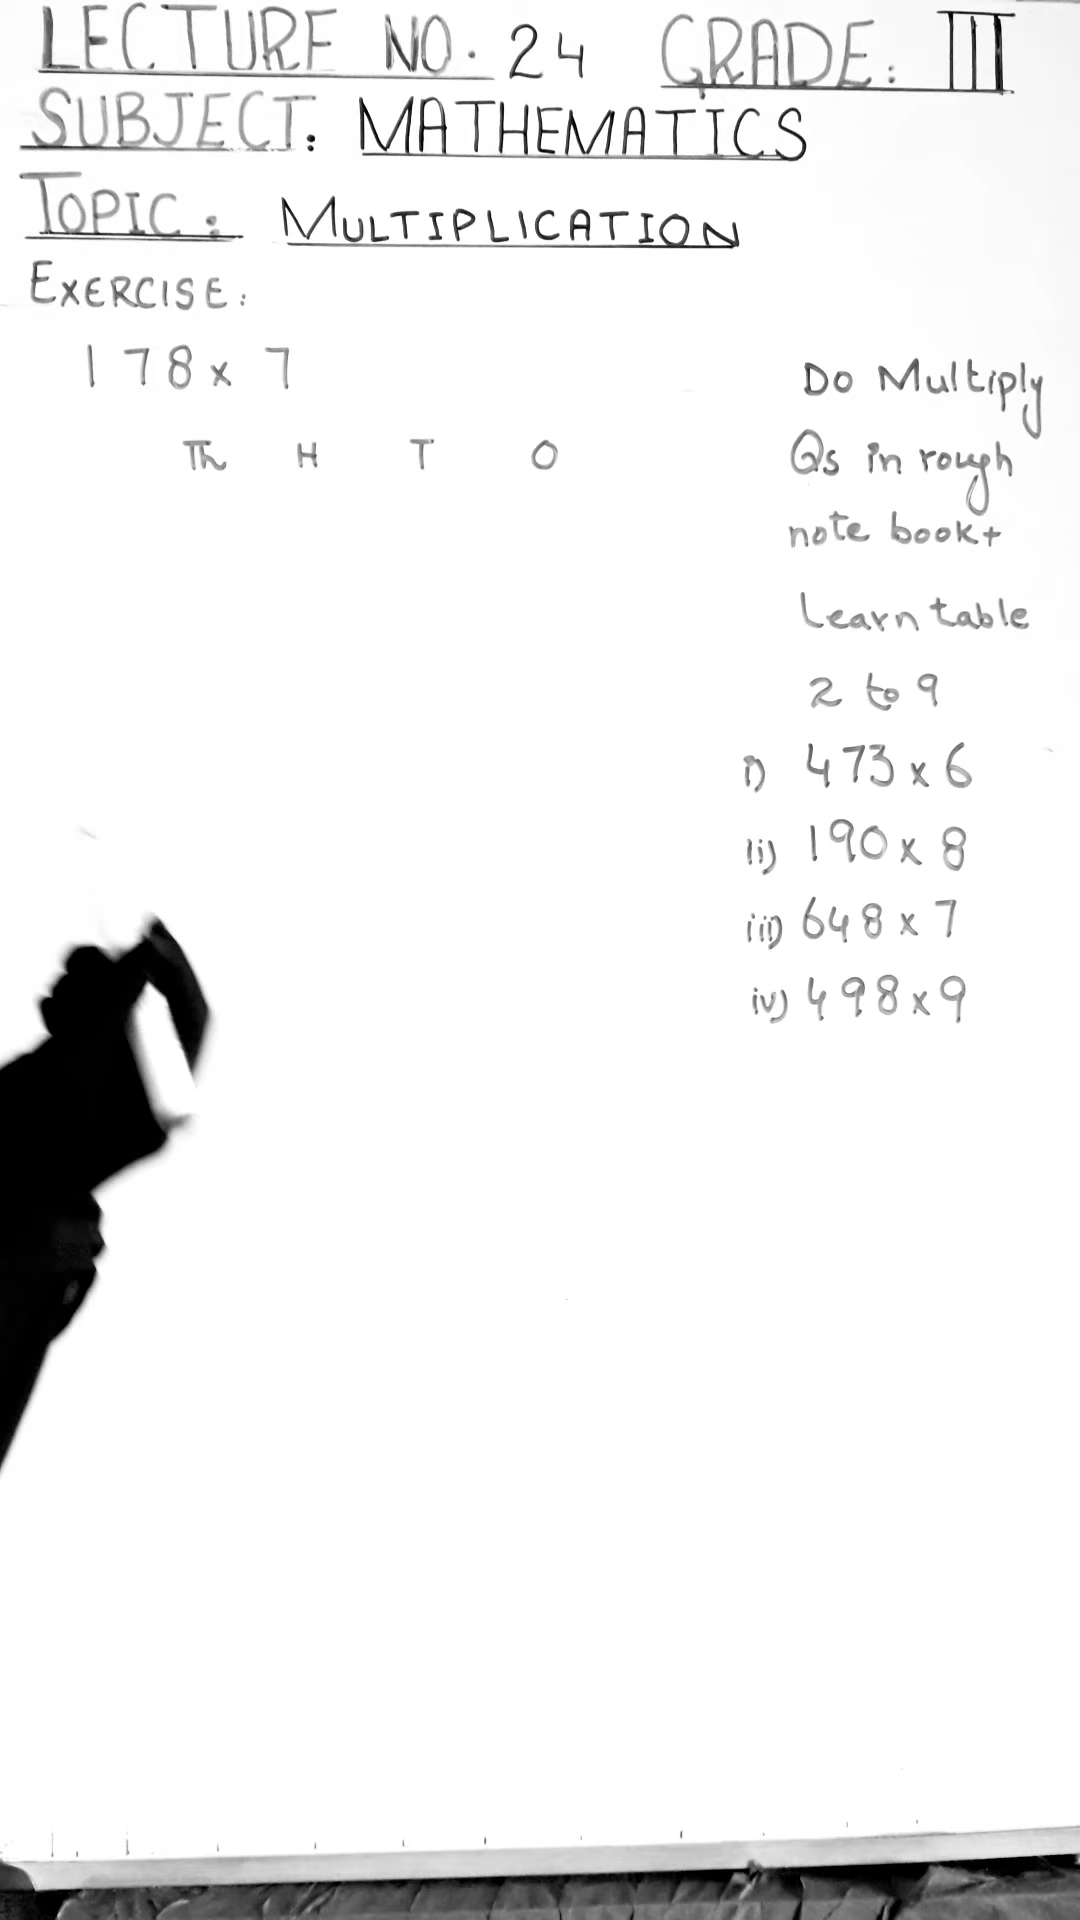 LECTURE NO. 24 GRADE: III
SUBJECT: MATHEMATICS
TOPIC: MULTIPLICATION
EXERCISE:
178 x 7
Th H T O
Do Multiply
Qs in rough
note book +
Learn table
2 to 9
i) 473 x 6
ii) 190 x 8
iii) 648 x 7
iv) 498 x 9